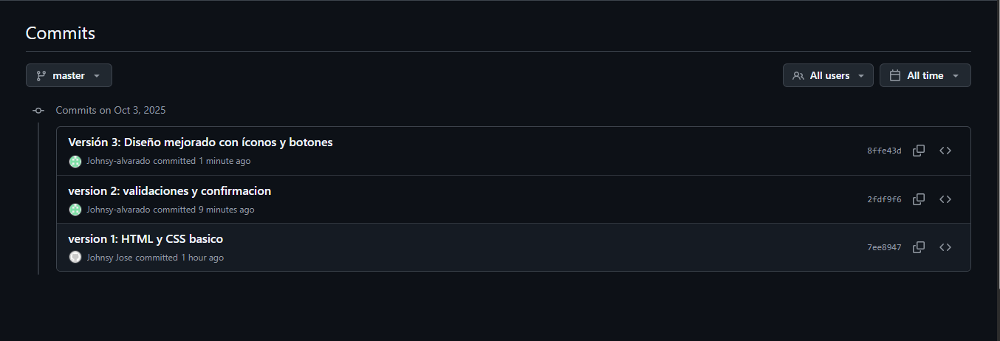 Commits
master
All users
All time
Commits on Oct 3, 2025
Versión 3: Diseño mejorado con íconos y botones
Johnsy-alvarado committed 1 minute ago
8ffe43d
version 2: validaciones y confirmacion
Johnsy-alvarado committed 9 minutes ago
2fdf9f6
version 1: HTML y CSS basico
Johnsy Jose committed 1 hour ago
7ee8947